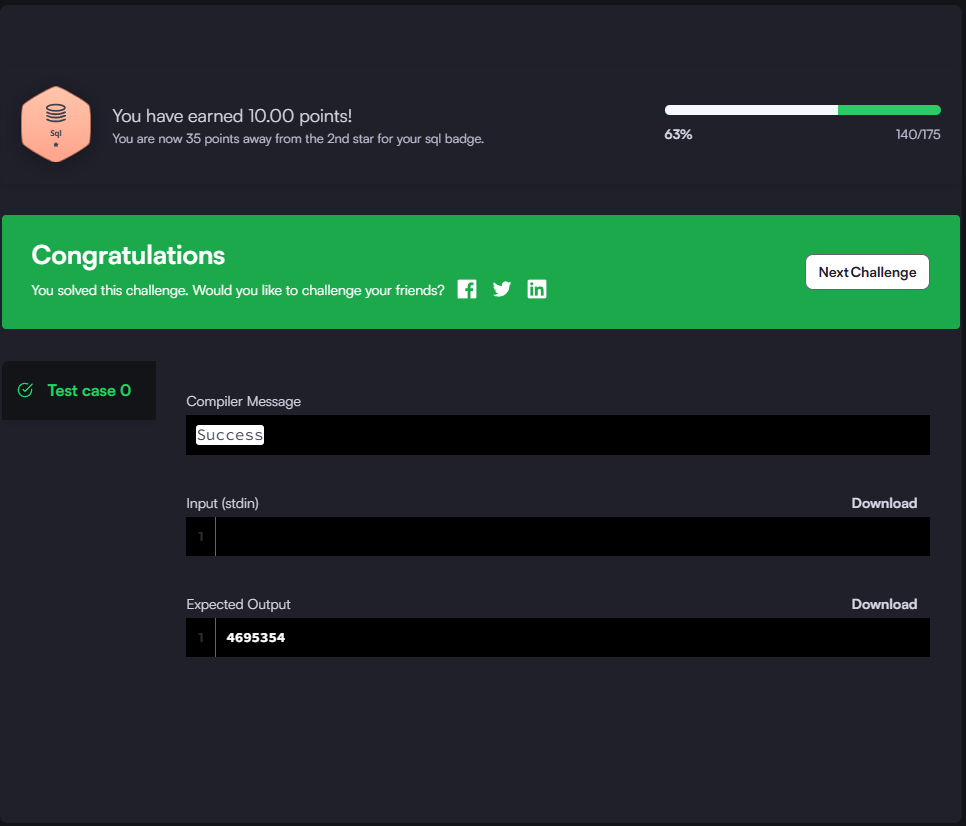 Sql
You have earned 10.00 points!
You are now 35 points away from the 2nd star for your sql badge.
63%
140/175
Congratulations
You solved this challenge. Would you like to challenge your friends?
Next Challenge
Test case 0
Compiler Message
Success
Input (stdin)
Download
1
Expected Output
Download
1
4695354